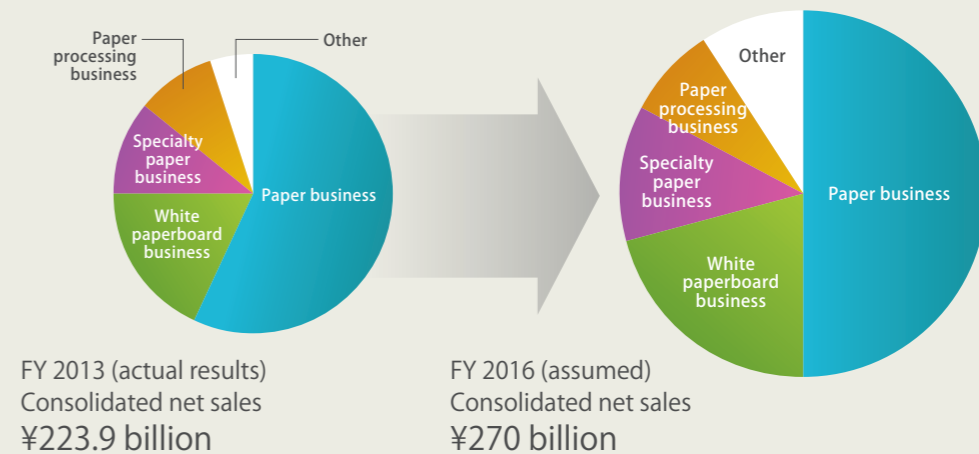 Paper
processing
business
Other
Specialty
paper
business
Paper business
White
paperboard
business
FY 2013 (actual results)
Consolidated net sales
¥223.9 billion
Other
Paper
processing
business
Specialty
paper
business
Paper business
White
paperboard
business
FY 2016 (assumed)
Consolidated net sales
¥270 billion